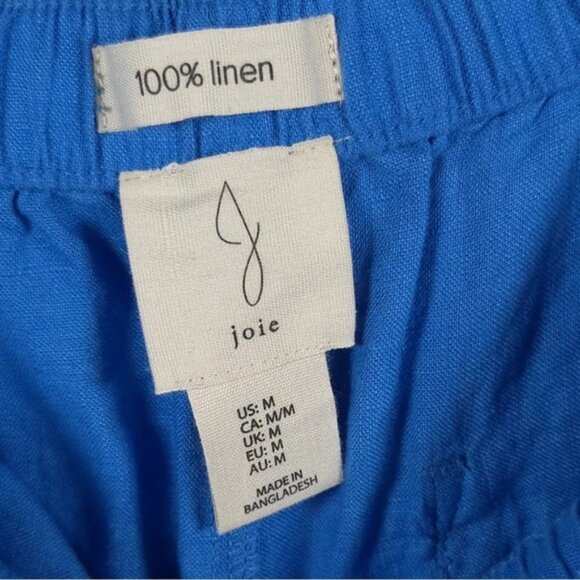 100% linen
joie
US: M
CA: M/M
UK: M
EU: M
AU: M
MADE IN
BANGLADESH